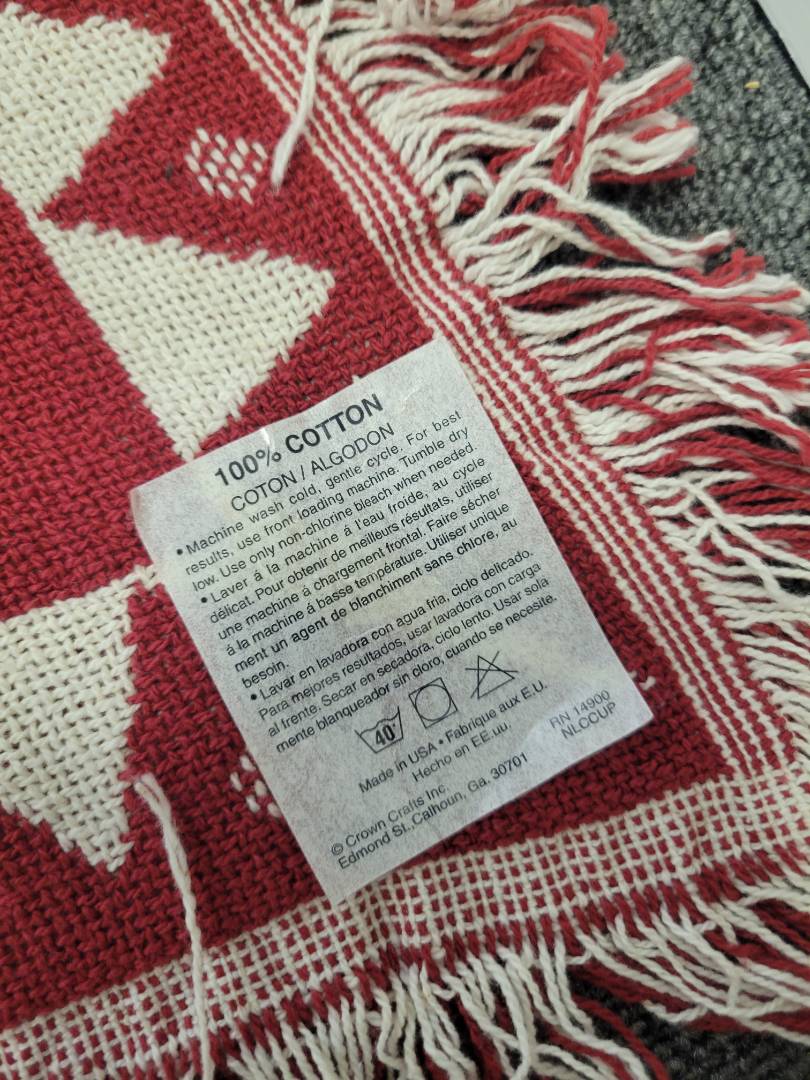 100% COTTON
COTON / ALGODON
• Machine wash cold, gentle cycle. For best
results, use front loading machine. Tumble dry
low. Use only non-chlorine bleach when needed.
• Laver à la machine à l'eau froide, au cycle
délicat. Pour obtenir de meilleurs résultats, utiliser
une machine à chargement frontal. Faire sécher
à la machine à basse température. Utiliser unique
ment un agent de blanchiment sans chlore, au
besoin.
• Lavar en lavadora con agua fria, ciclo delicado.
Para mejores resultados, usar lavadora con carga
al frente. Secar en secadora, ciclo lento. Usar sola
mente blanqueador sin cloro, cuando se necesite.
40
Made in USA • Fabrique aux E.U.
Hecho en EE.uu.
RN 14900
NLCCUP
© Crown Crafts Inc.
Edmond St., Calhoun, Ga. 30701